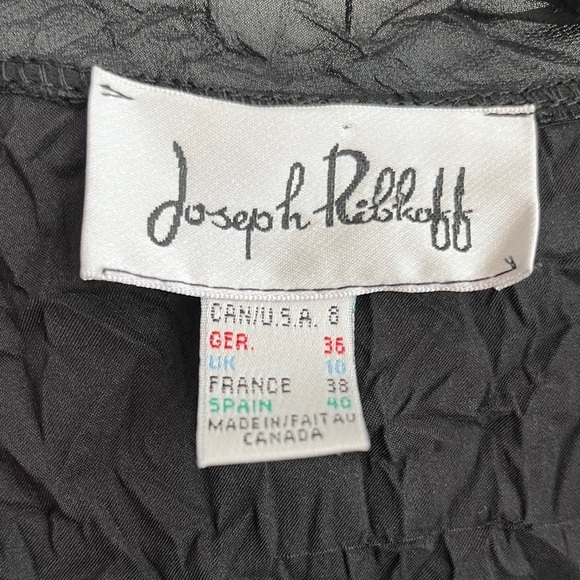 Joseph Ribkoff
CAN/U.S.A. 8
GER. 36
UK 10
FRANCE 38
SPAIN 40
MADE IN/FAIT AU
CANADA